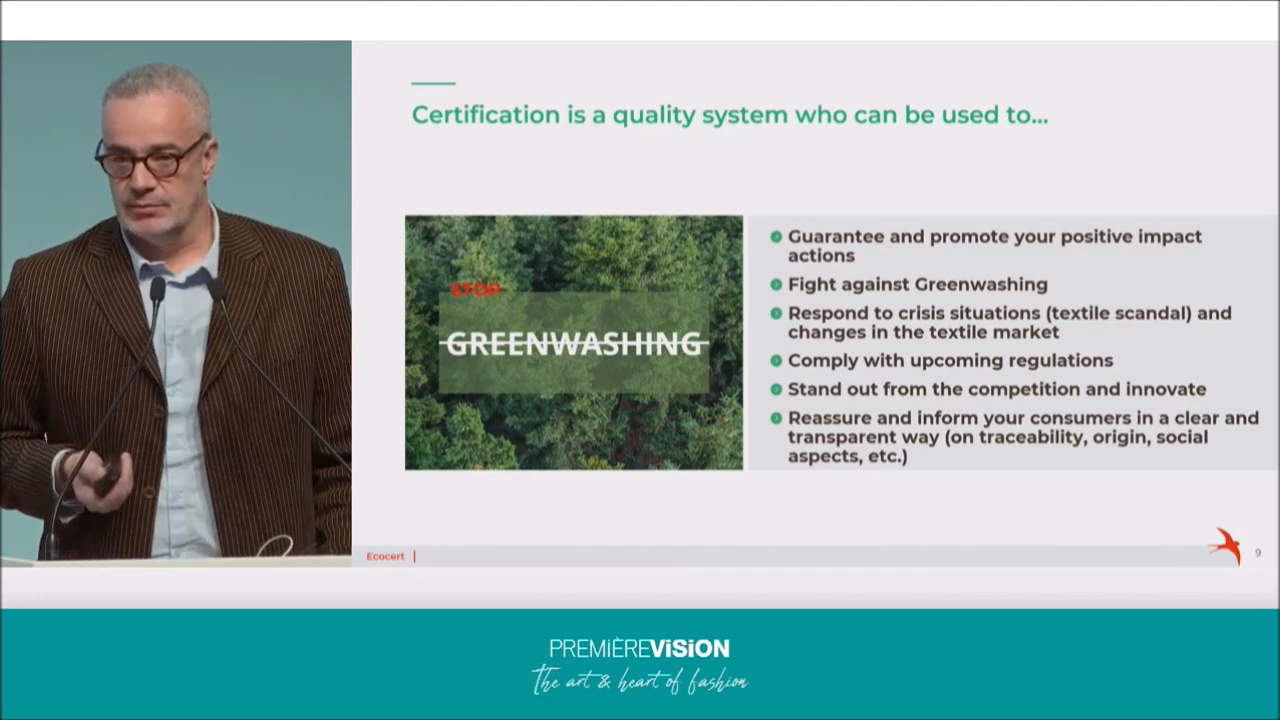 Certification is a quality system who can be used to...
STOP
GREENWASHING
Guarantee and promote your positive impact
actions
Fight against Greenwashing
Respond to crisis situations (textile scandal) and
changes in the textile market
Comply with upcoming regulations
Stand out from the competition and innovate
Reassure and inform your consumers in a clear and
transparent way (on traceability, origin, social
aspects, etc.)
Ecocert |
9
PREMIÈREVISION
The art & heart of fashion